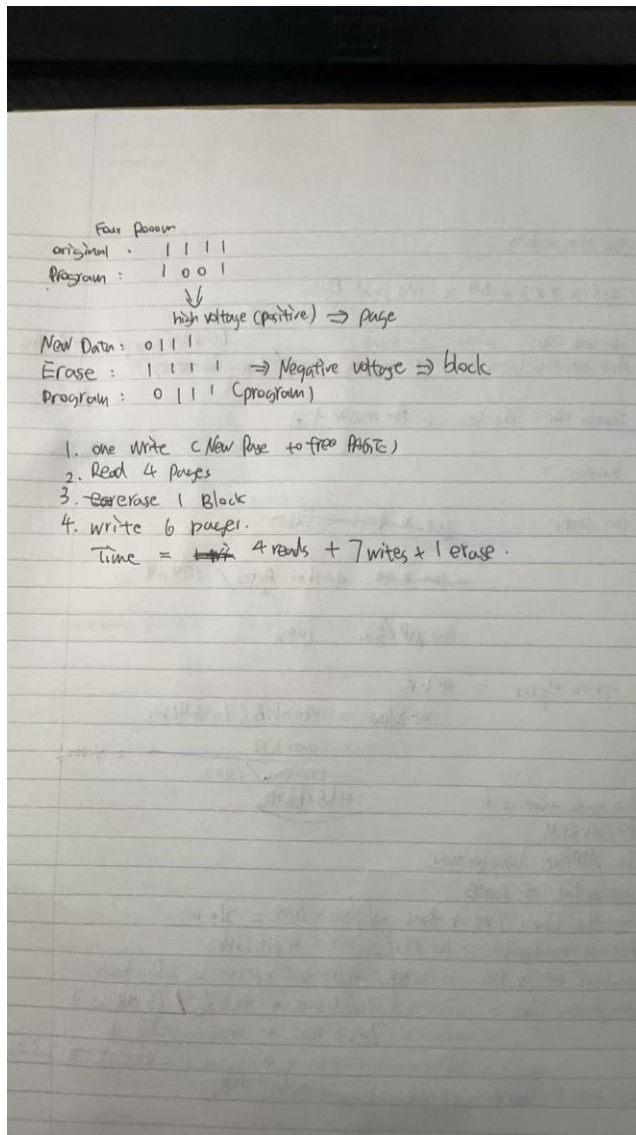 Four
original . 1 1 1 1
Program : 1 0 0 1
high voltage (positive) ⇒ page
New Data : 0 1 1 1
Erase : 1 1 1 1 ⇒ Negative voltage ⇒ block
Program : 0 1 1 1 (program)
1. one write (New Page to free PAGE)
2. Read 4 pages
3. erase 1 Block
4. write 6 pages.
Time = 4 reads + 7 writes + 1 erase.